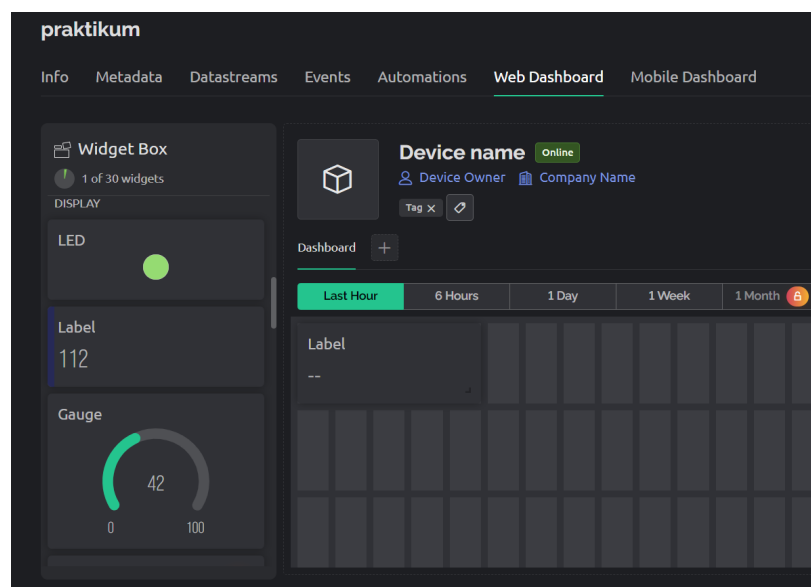 praktikum
Info Metadata Datastreams Events Automations Web Dashboard Mobile Dashboard
Widget Box
1 of 30 widgets
DISPLAY
LED
Label
112
Gauge
42
0 100
Device name Online
Device Owner Company Name
Tag X
Dashboard +
Last Hour 6 Hours 1 Day 1 Week 1 Month
Label
--